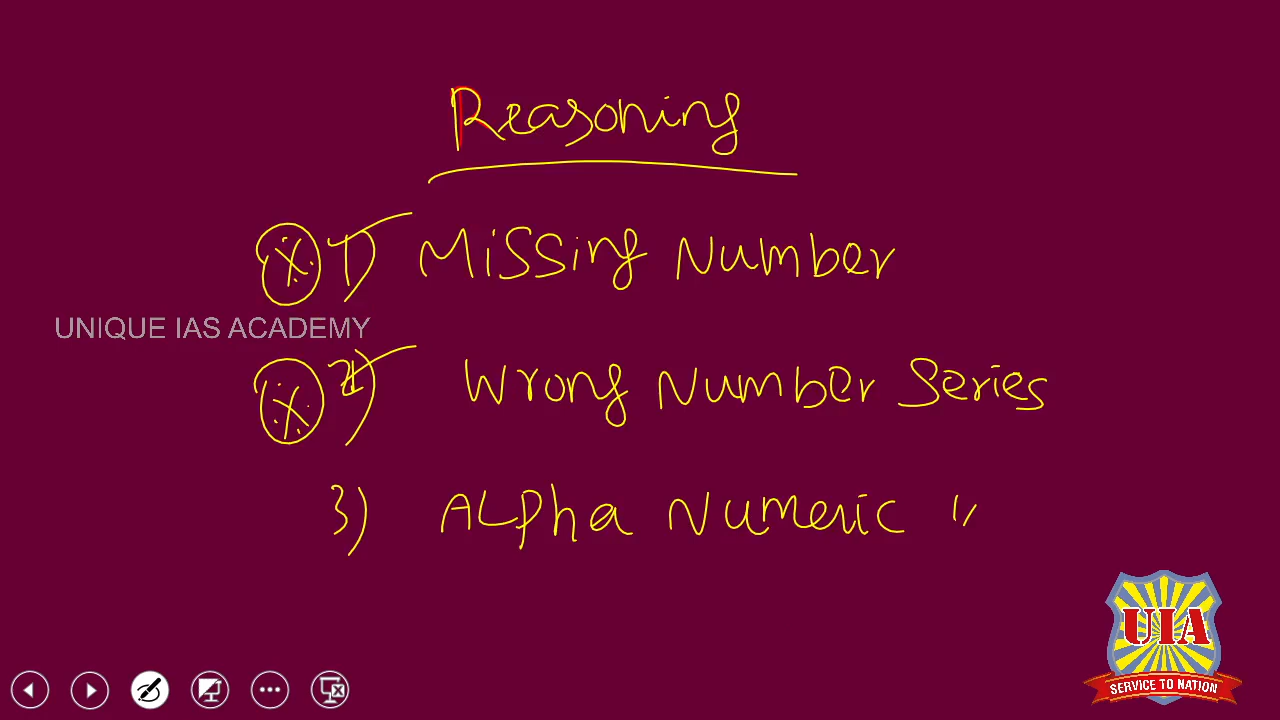 Reasoning
1) Missing Number
UNIQUE IAS ACADEMY
2) Wrong Number Series
3) Alpha Numeric "
UIA
SERVICE TO NATION